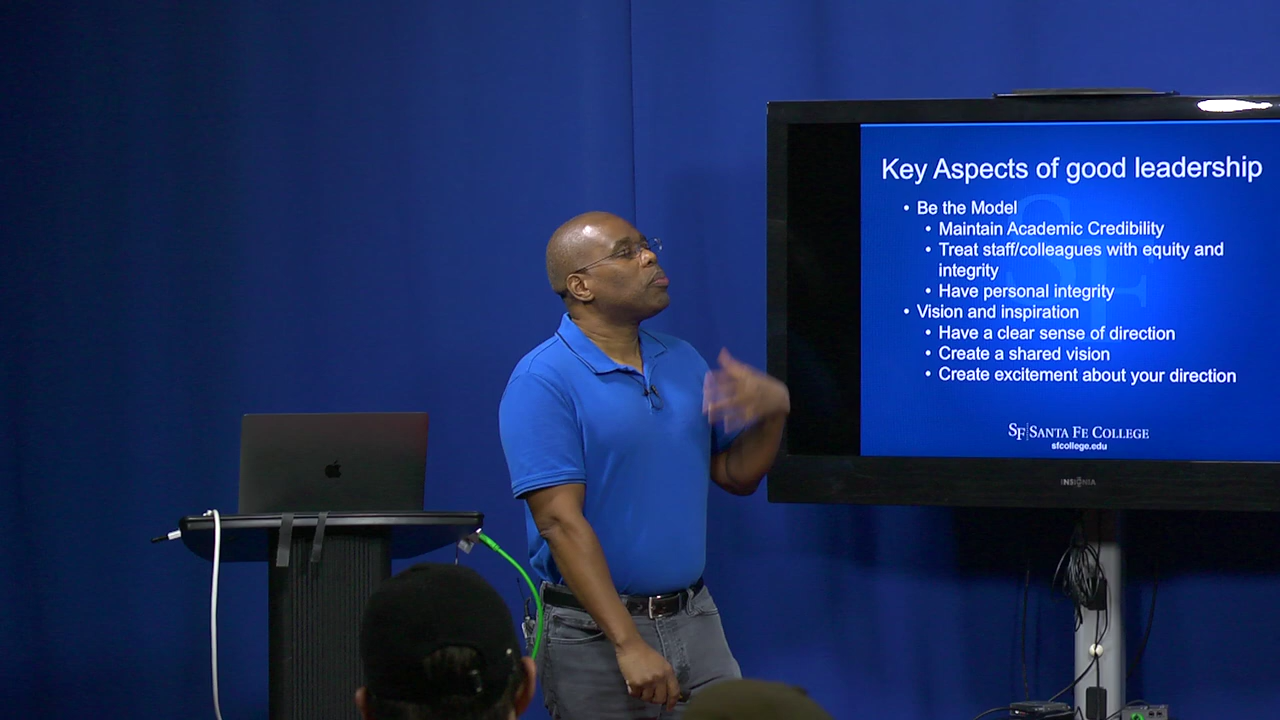 Key Aspects of good leadership
• Be the Model
• Maintain Academic Credibility
• Treat staff/colleagues with equity and
integrity
• Have personal integrity
• Vision and inspiration
• Have a clear sense of direction
• Create a shared vision
• Create excitement about your direction
SF SANTA FE COLLEGE
sfcollege.edu
INSIGNIA